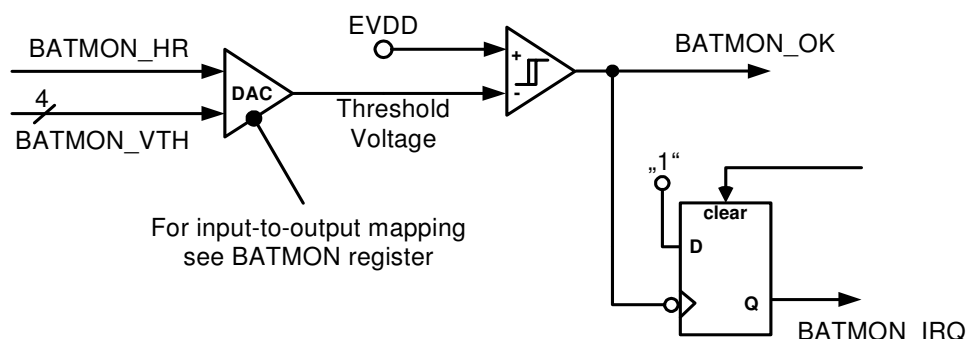 EVDD
BATMON_HR
BATMON_OK
+
DAC
-
4
Threshold
Voltage
BATMON_VTH
„1“
clear
For input-to-output mapping
see BATMON register
D
Q
BATMON_IRQ